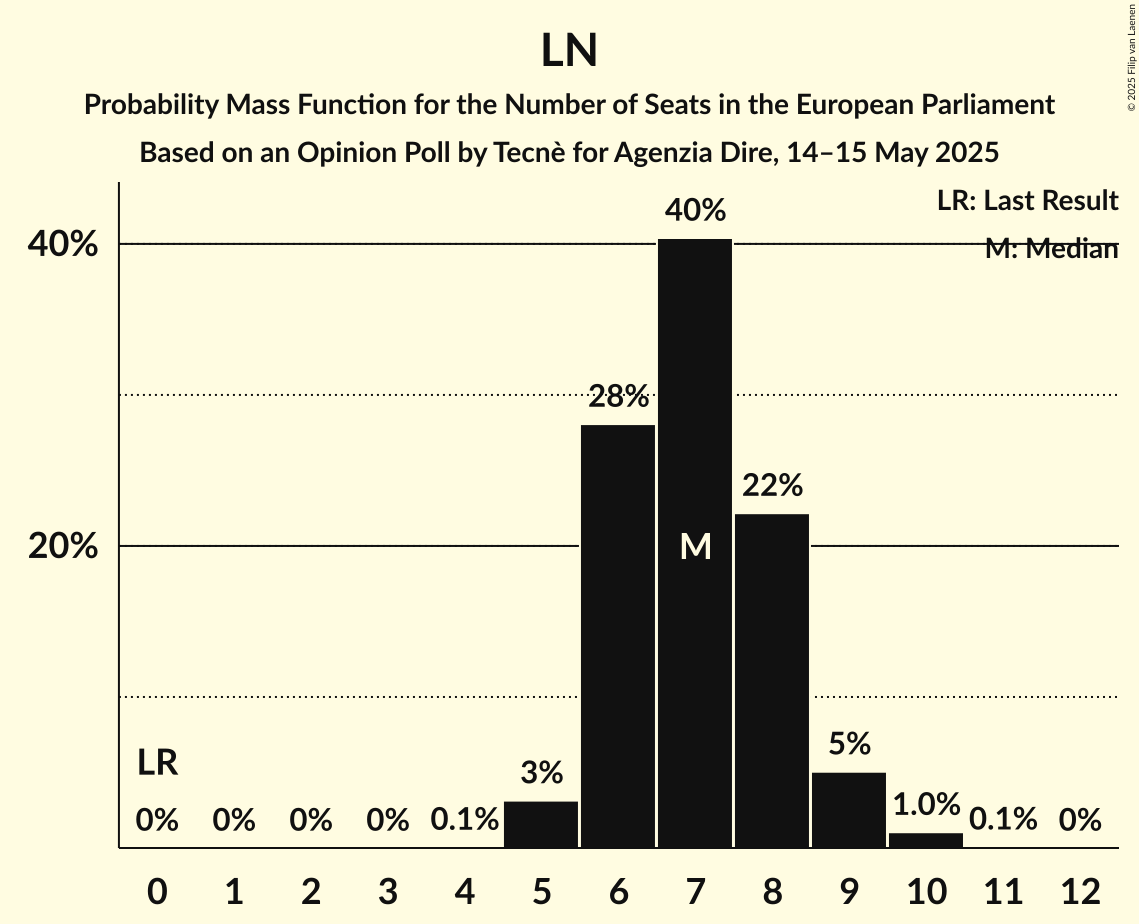 LN
Probability Mass Function for the Number of Seats in the European Parliament
Based on an Opinion Poll by Tecnè for Agenzia Dire, 14–15 May 2025
© 2025 Filip van Laenen
LR: Last Result
M: Median
40%
20%
40%
28%
22%
M
LR
0%
0%
0%
0%
0.1%
3%
5%
1.0%
0.1%
0%
0 1 2 3 4 5 6 7 8 9 10 11 12